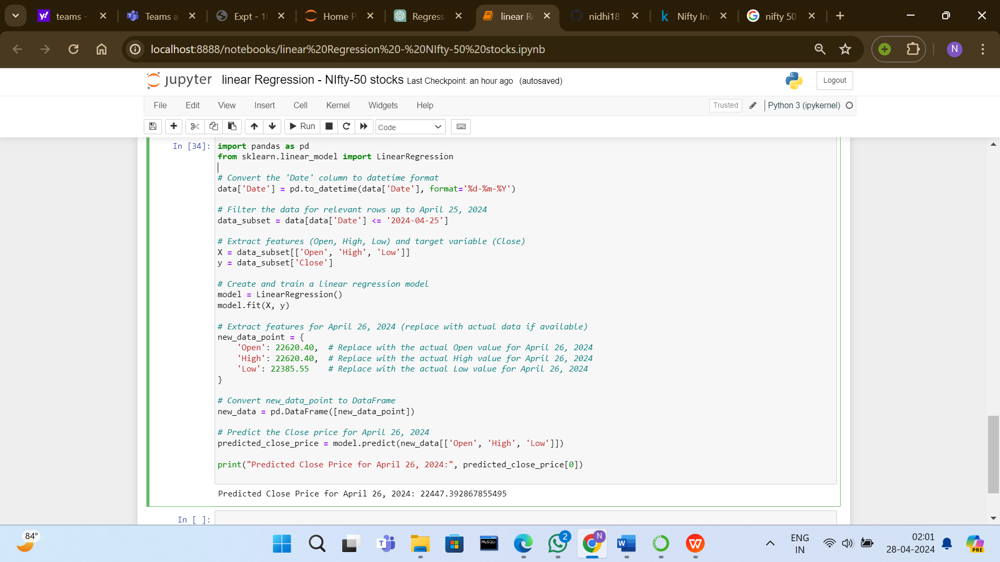 teams -
Teams a
Expt - 10
Home P
Regressi
linear Re
nidhi18
Nifty Inc
nifty 50
localhost:8888/notebooks/linear%20Regression%20-%20NIfty-50%20stocks.ipynb
N
jupyter linear Regression - NIfty-50 stocks Last Checkpoint: an hour ago (autosaved)
Logout
File Edit View Insert Cell Kernel Widgets Help
Trusted Python 3 (ipykernel)
Run Code
In [34]:
import pandas as pd
from sklearn.linear_model import LinearRegression
# Convert the 'Date' column to datetime format
data['Date'] = pd.to_datetime(data['Date'], format='%d-%m-%Y')
# Filter the data for relevant rows up to April 25, 2024
data_subset = data[data['Date'] <= '2024-04-25']
# Extract features (Open, High, Low) and target variable (Close)
X = data_subset[['Open', 'High', 'Low']]
y = data_subset['Close']
# Create and train a linear regression model
model = LinearRegression()
model.fit(X, y)
# Extract features for April 26, 2024 (replace with actual data if available)
new_data_point = {
    'Open': 22620.40,  # Replace with the actual Open value for April 26, 2024
    'High': 22620.40,  # Replace with the actual High value for April 26, 2024
    'Low': 22385.55    # Replace with the actual Low value for April 26, 2024
}
# Convert new_data_point to DataFrame
new_data = pd.DataFrame([new_data_point])
# Predict the Close price for April 26, 2024
predicted_close_price = model.predict(new_data[['Open', 'High', 'Low']])
print("Predicted Close Price for April 26, 2024:", predicted_close_price[0])
Predicted Close Price for April 26, 2024: 22447.392867855495
In [ ]:
84°
MySQL
2
N
ENG
IN
02:01
28-04-2024
PRE